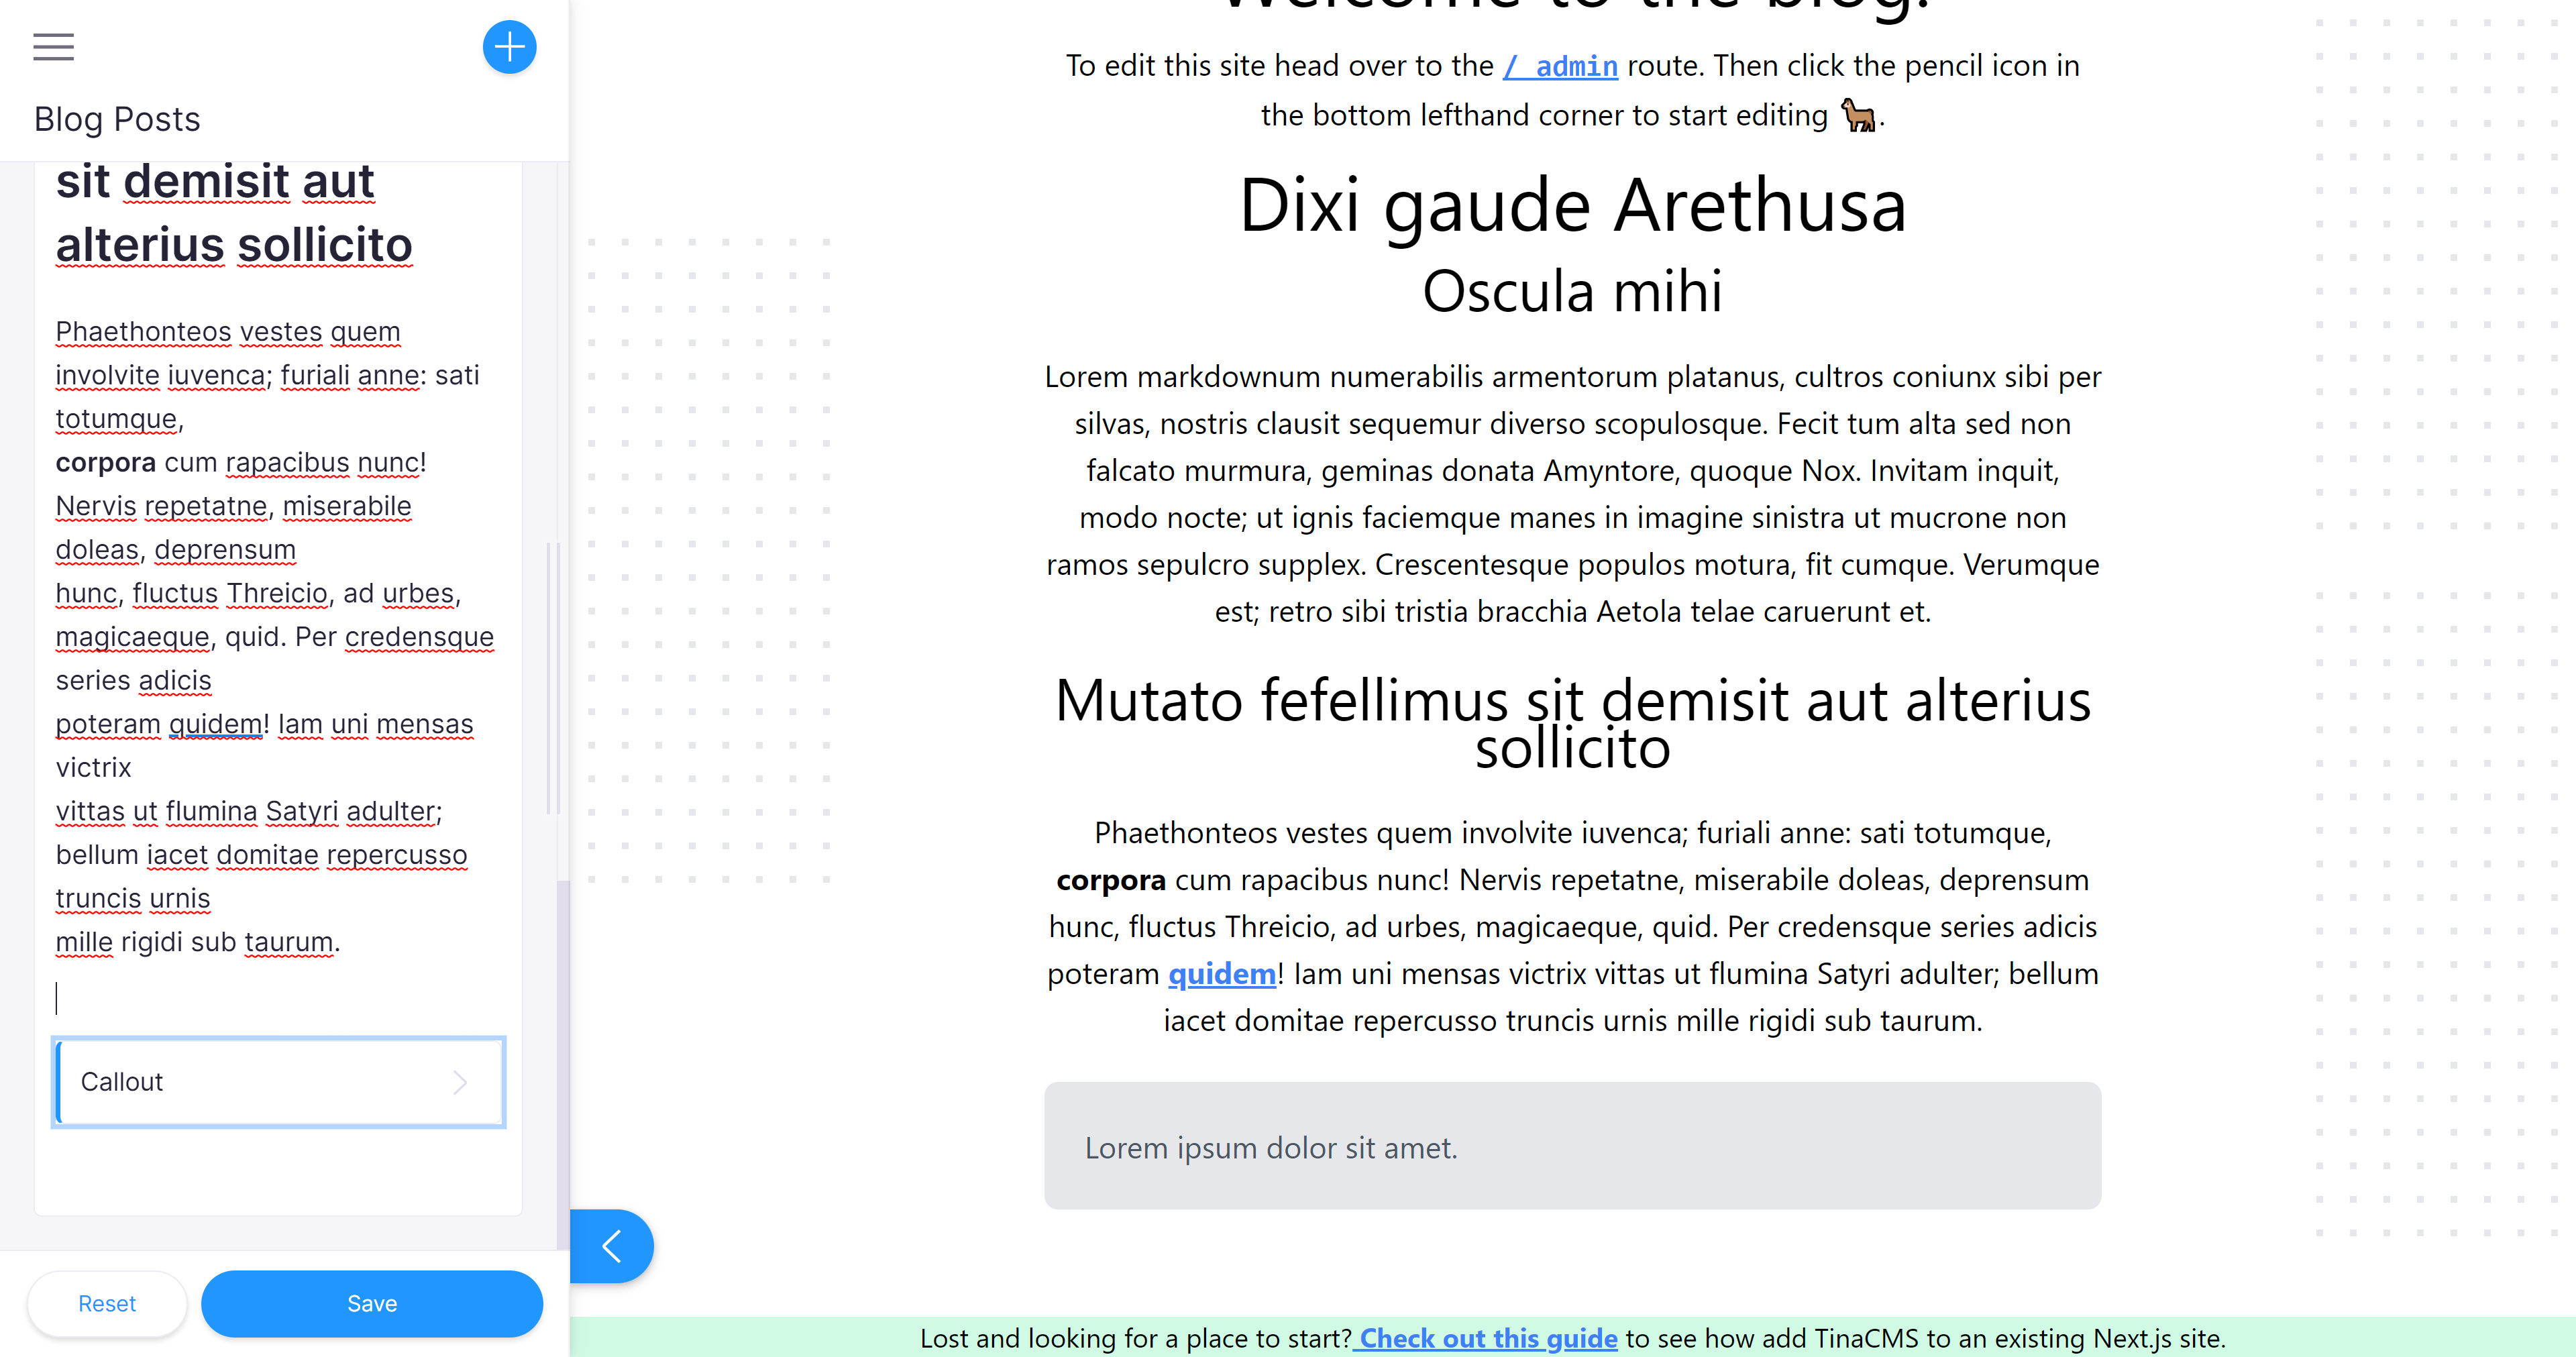 Blog Posts
sit demisit aut
alterius sollicito
Phaethonteos vestes quem
involvite iuvenca; furiali anne: sati
totumque,
corpora cum rapacibus nunc!
Nervis repetatne, miserabile
doleas, deprensum
hunc, fluctus Threicio, ad urbes,
magicaeque, quid. Per credensque
series adicis
poteram quidem! Iam uni mensas
victrix
vittas ut flumina Satyri adulter;
bellum iacet domitae repercusso
truncis urnis
mille rigidi sub taurum.
Callout
Reset
Save
Welcome to the blog!
To edit this site head over to the / admin route. Then click the pencil icon in
the bottom lefthand corner to start editing 🐕.
Dixi gaude Arethusa
Oscula mihi
Lorem markdownum numerabilis armentorum platanus, cultros coniunx sibi per
silvas, nostris clausit sequemur diverso scopulosque. Fecit tum alta sed non
falcato murmura, geminas donata Amyntore, quoque Nox. Invitam inquit,
modo nocte; ut ignis faciemque manes in imagine sinistra ut mucrone non
ramos sepulcro supplex. Crescentesque populos motura, fit cumque. Verumque
est; retro sibi tristia bracchia Aetola telae caruerunt et.
Mutato fefellimus sit demisit aut alterius
sollicito
Phaethonteos vestes quem involvite iuvenca; furiali anne: sati totumque,
corpora cum rapacibus nunc! Nervis repetatne, miserabile doleas, deprensum
hunc, fluctus Threicio, ad urbes, magicaeque, quid. Per credensque series adicis
poteram quidem! Iam uni mensas victrix vittas ut flumina Satyri adulter; bellum
iacet domitae repercusso truncis urnis mille rigidi sub taurum.
Lorem ipsum dolor sit amet.
Lost and looking for a place to start? Check out this guide to see how add TinaCMS to an existing Next.js site.